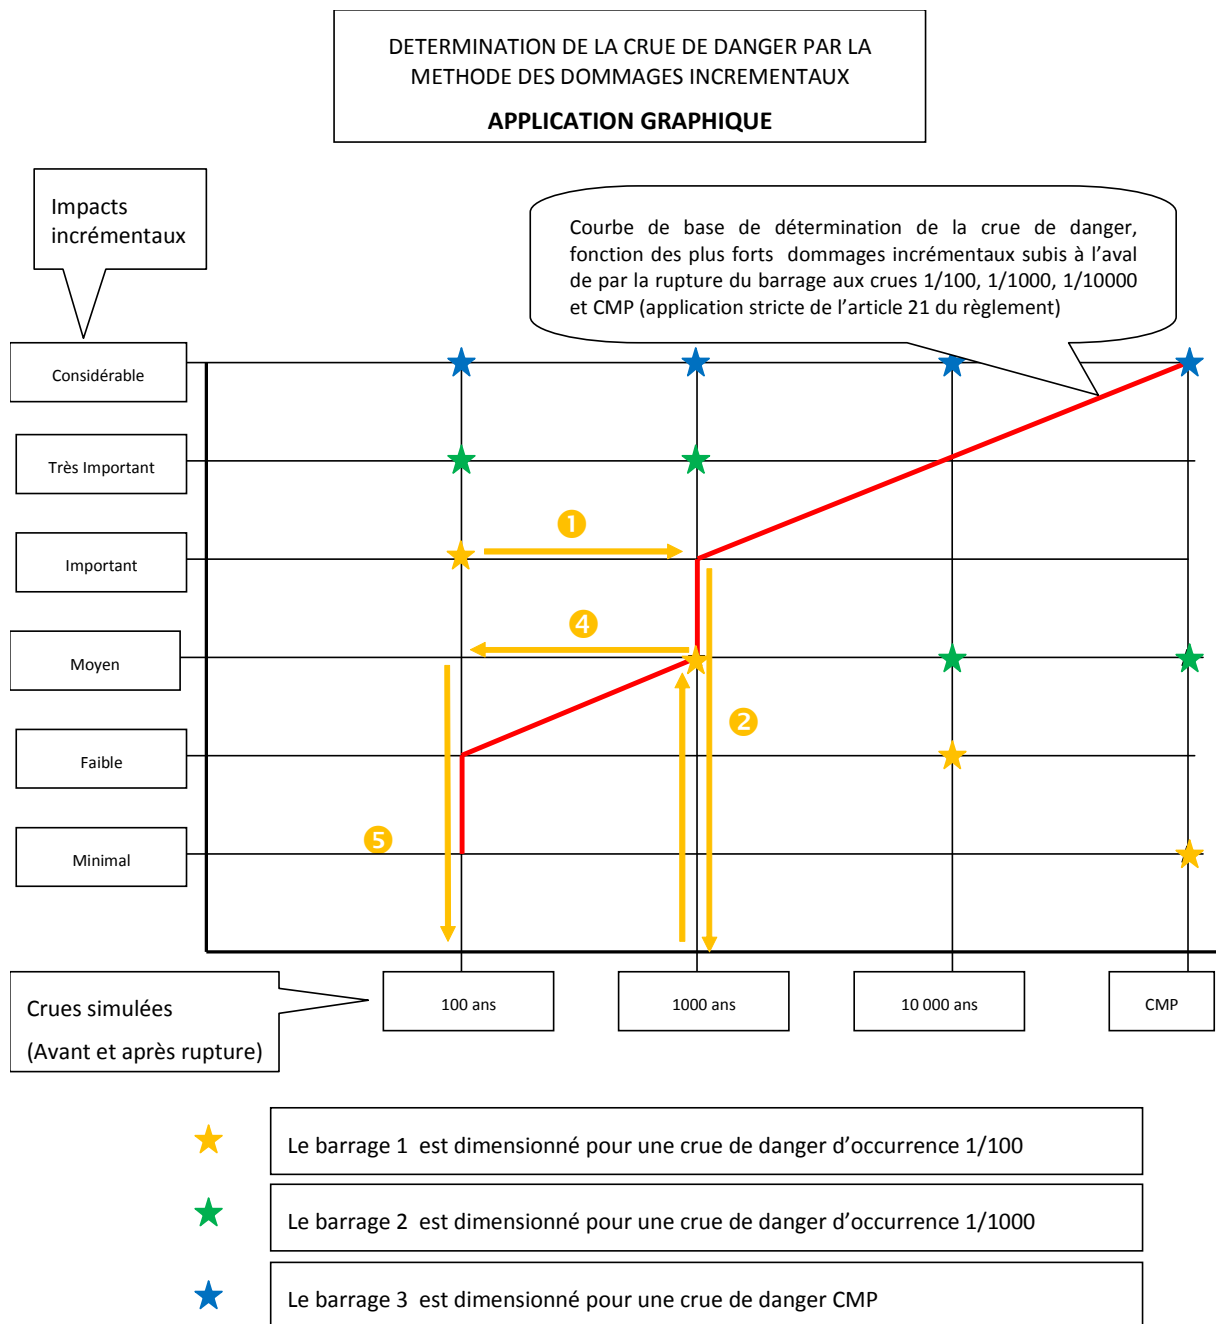 DETERMINATION DE LA CRUE DE DANGER PAR LA
METHODE DES DOMMAGES INCREMENTAUX
APPLICATION GRAPHIQUE
Impacts
incrémentaux
Courbe de base de détermination de la crue de danger,
fonction des plus forts dommages incrémentaux subis à l’aval
de par la rupture du barrage aux crues 1/100, 1/1000, 1/10000
et CMP (application stricte de l’article 21 du règlement)
Considérable
Très Important
1
Important
4
Moyen
2
Faible
5
Minimal
Crues simulées
(Avant et après rupture)
100 ans
1000 ans
10 000 ans
CMP
Le barrage 1 est dimensionné pour une crue de danger d’occurrence 1/100
Le barrage 2 est dimensionné pour une crue de danger d’occurrence 1/1000
Le barrage 3 est dimensionné pour une crue de danger CMP